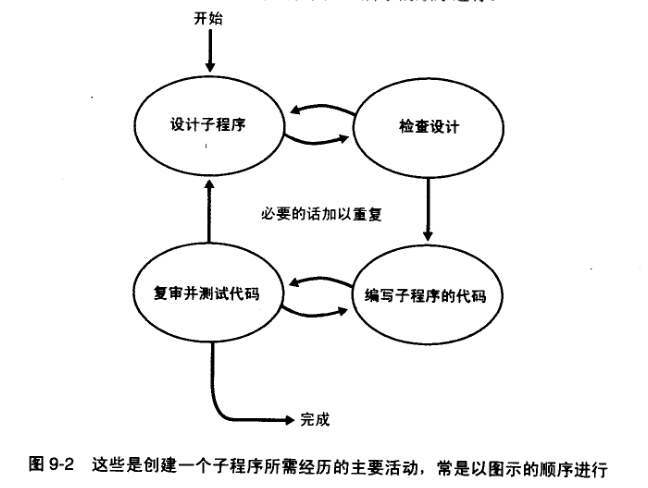 开始
设计子程序
检查设计
必要的话加以重复
复审并测试代码
编写子程序的代码
完成
图 9-2 这些是创建一个子程序所需经历的主要活动，常是以图示的顺序进行